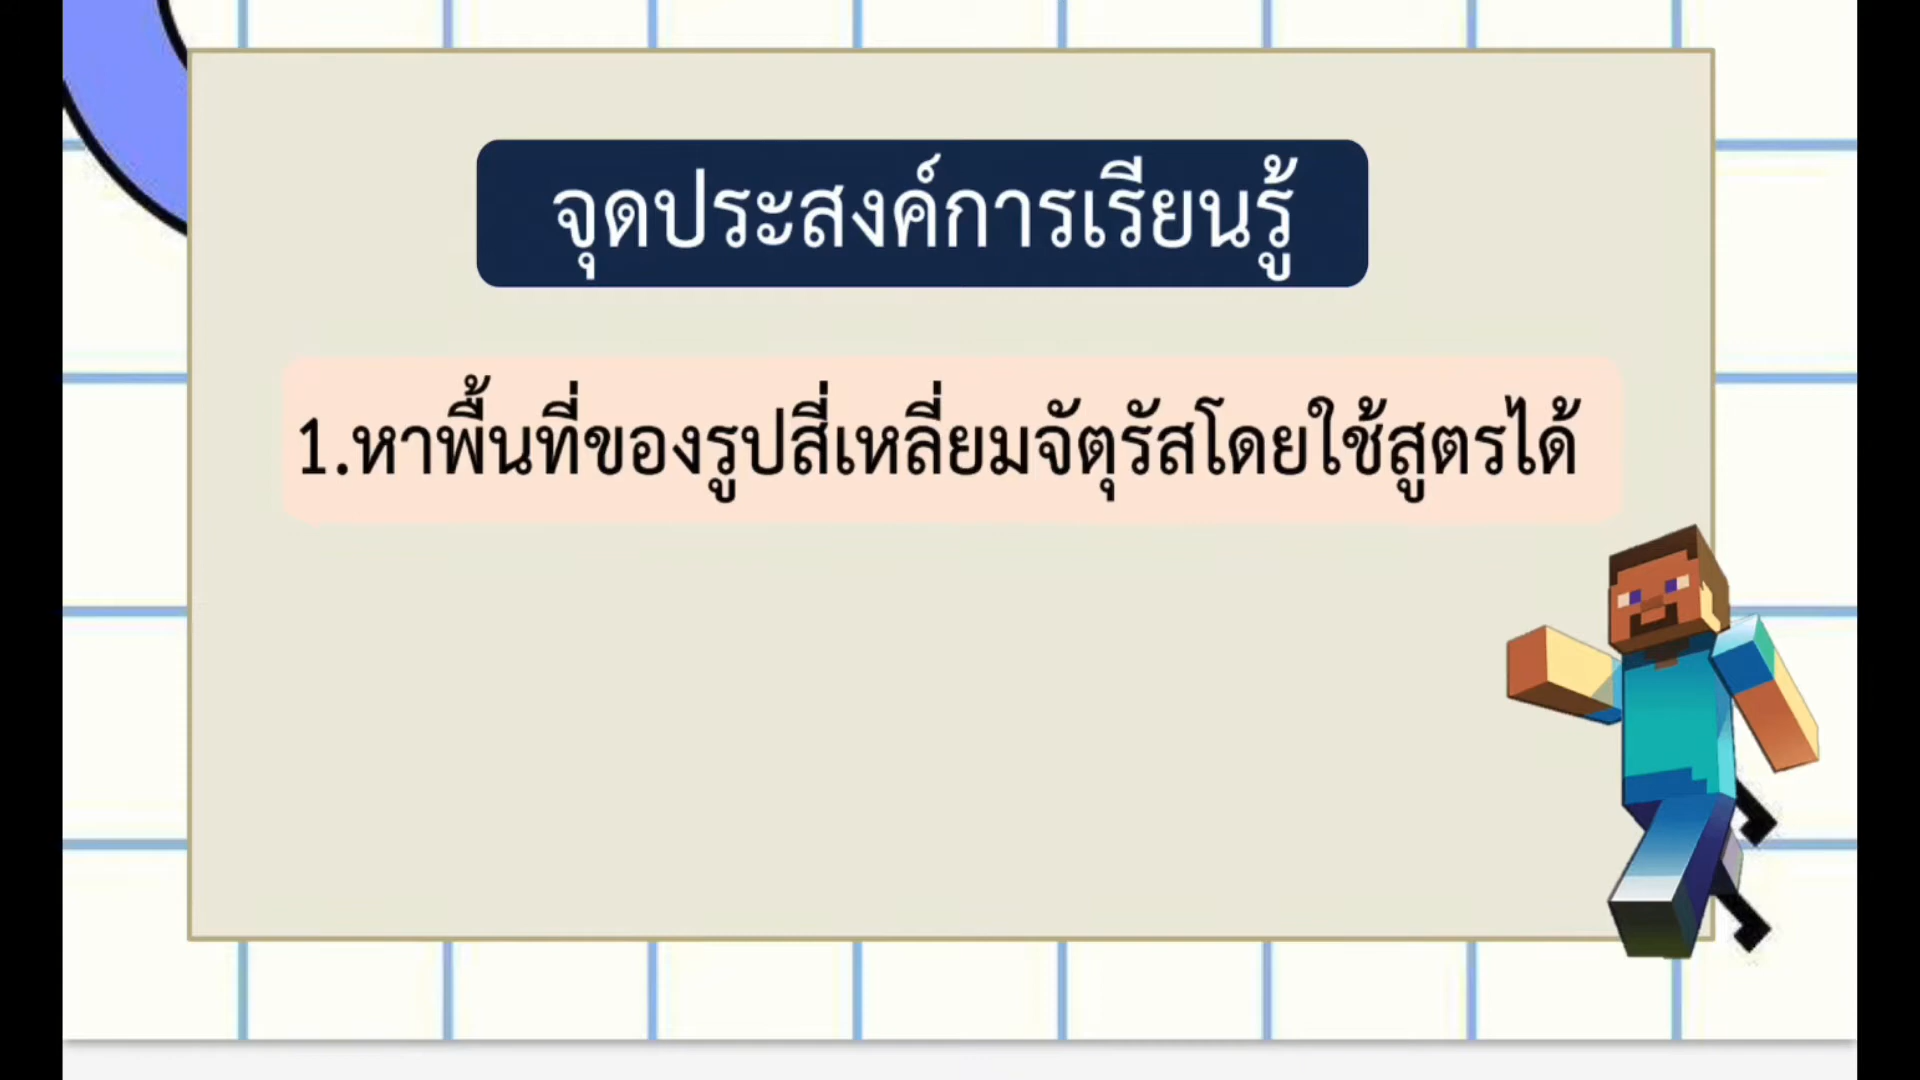 จุดประสงค์การเรียนรู้
1.หาพื้นที่ของรูปสี่เหลี่ยมจัตุรัสโดยใช้สูตรได้